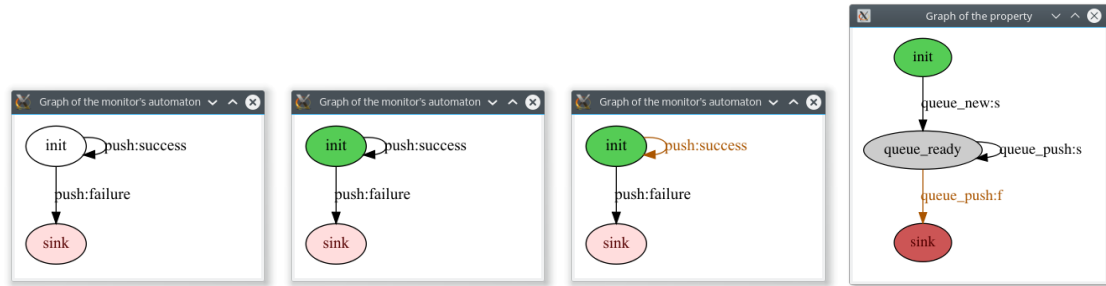 Graph of the monitor's automaton
init
push:success
push:failure
sink
Graph of the monitor's automaton
init
push:success
push:failure
sink
Graph of the monitor's automaton
init
push:success
push:failure
sink
Graph of the property
init
queue_new:s
queue_ready
queue_push:s
queue_push:f
sink